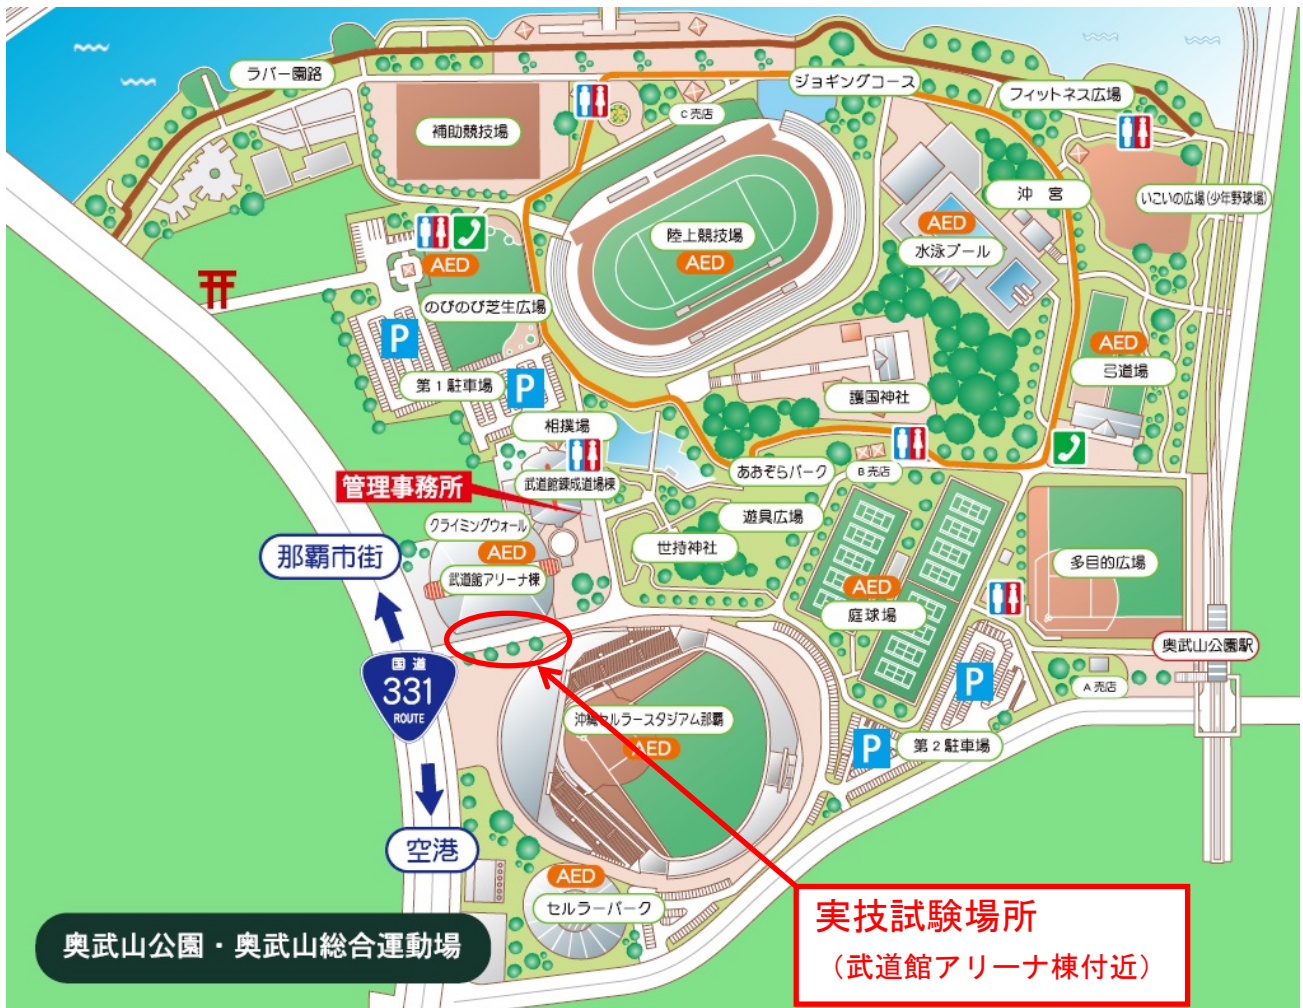 ラバー園路
ジョギングコース
フィットネス広場
C売店
補助競技場
沖宮
いこいの広場(少年野球場)
陸上競技場
AED
AED
水泳プール
AED
のびのび芝生広場
P
第1駐車場
P
AED
弓道場
護国神社
相撲場
管理事務所
武道館錬成道場棟
あおぞらパーク
B売店
遊具広場
クライミングウォール
AED
武道館アリーナ棟
世持神社
那覇市街
AED
庭球場
多目的広場
奥武山公園駅
国道
331
ROUTE
P
A売店
沖縄セルラースタジアム那覇
AED
P
第2駐車場
空港
AED
セルラーパーク
実技試験場所
（武道館アリーナ棟付近）
奥武山公園・奥武山総合運動場